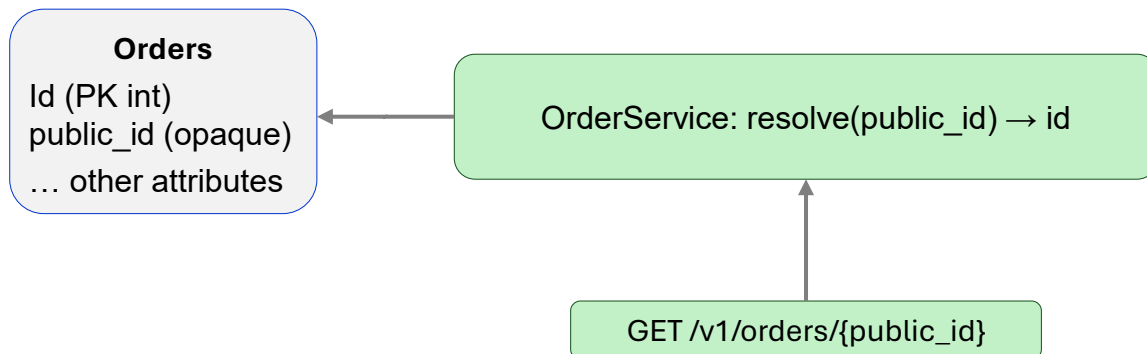 Orders
Id (PK int)
public_id (opaque)
… other attributes
OrderService: resolve(public_id) → id
GET /v1/orders/{public_id}